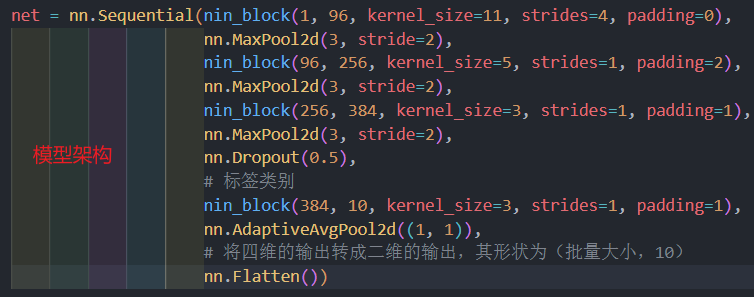 net = nn.Sequential(nin_block(1, 96, kernel_size=11, strides=4, padding=0),
nn.MaxPool2d(3, stride=2),
nin_block(96, 256, kernel_size=5, strides=1, padding=2),
nn.MaxPool2d(3, stride=2),
nin_block(256, 384, kernel_size=3, strides=1, padding=1),
nn.MaxPool2d(3, stride=2),
模型架构
nn.Dropout(0.5),
# 标签类别
nin_block(384, 10, kernel_size=3, strides=1, padding=1),
nn.AdaptiveAvgPool2d((1, 1)),
# 将四维的输出转成二维的输出，其形状为（批量大小，10）
nn.Flatten())